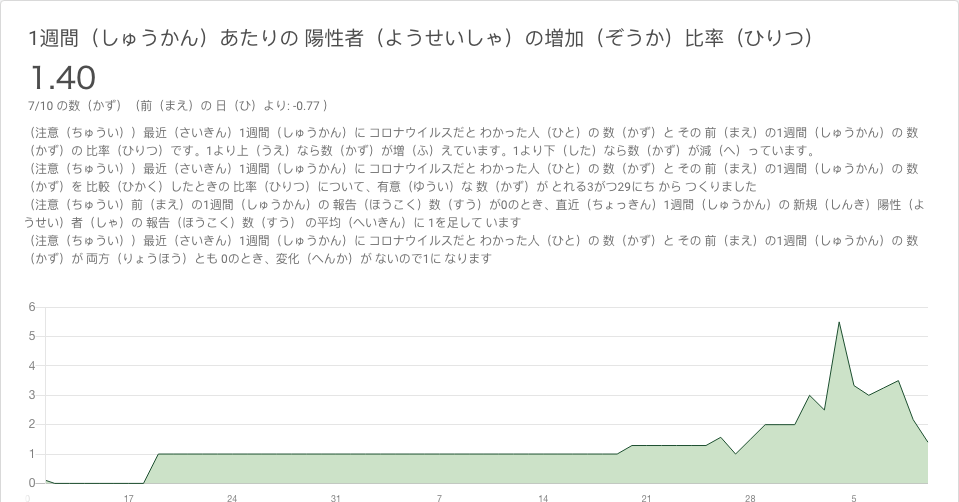 1週間（しゅうかん）あたりの 陽性者（ようせいしゃ）の増加（ぞうか）比率（ひりつ）
1.40
7/10 の数（かず）（前（まえ）の 日（ひ）より: -0.77 ）
（注意（ちゅうい））最近（さいきん）1週間（しゅうかん）に コロナウイルスだと わかった人（ひと）の 数（かず）と その 前（まえ）の1週間（しゅうかん）の 数
（かず）の 比率（ひりつ）です。1より上（うえ）なら数（かず）が増（ふ）えています。1より下（した）なら数（かず）が減（へ）っています。
（注意（ちゅうい））最近（さいきん）1週間（しゅうかん）に コロナウイルスだと わかった人（ひと）の 数（かず）と その 前（まえ）の1週間（しゅうかん）の 数
（かず）を 比較（ひかく）したときの 比率（ひりつ）について、有意（ゆうい）な 数（かず）が とれる3がつ29にち から つくりました
（注意（ちゅうい）前（まえ）の1週間（しゅうかん）の 報告（ほうこく）数（すう）が0のとき、直近（ちょっきん）1週間（しゅうかん）の 新規（しんき）陽性（よ
うせい）者（しゃ）の 報告（ほうこく）数（すう） の平均（へいきん）に 1を足して います
（注意（ちゅうい））最近（さいきん）1週間（しゅうかん）に コロナウイルスだと わかった人（ひと）の 数（かず）と その 前（まえ）の1週間（しゅうかん）の 数
（かず）が 両方（りょうほう）とも 0のとき、変化（へんか）が ないので1に なります
6
5
4
3
2
1
0
17 24 31 7 14 21 28 5